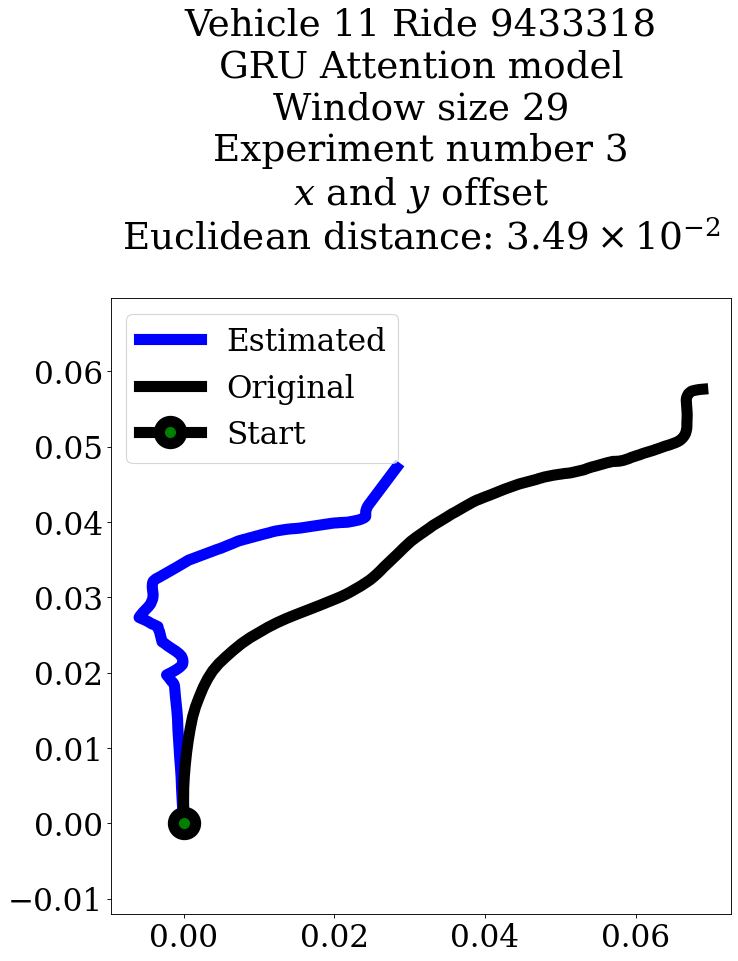 Vehicle 11 Ride 9433318
GRU Attention model
Window size 29
Experiment number 3
x and y offset
Euclidean distance: 3.49 × 10⁻²
Estimated
Original
Start
0.06
0.05
0.04
0.03
0.02
0.01
0.00
−0.01
0.00 0.02 0.04 0.06